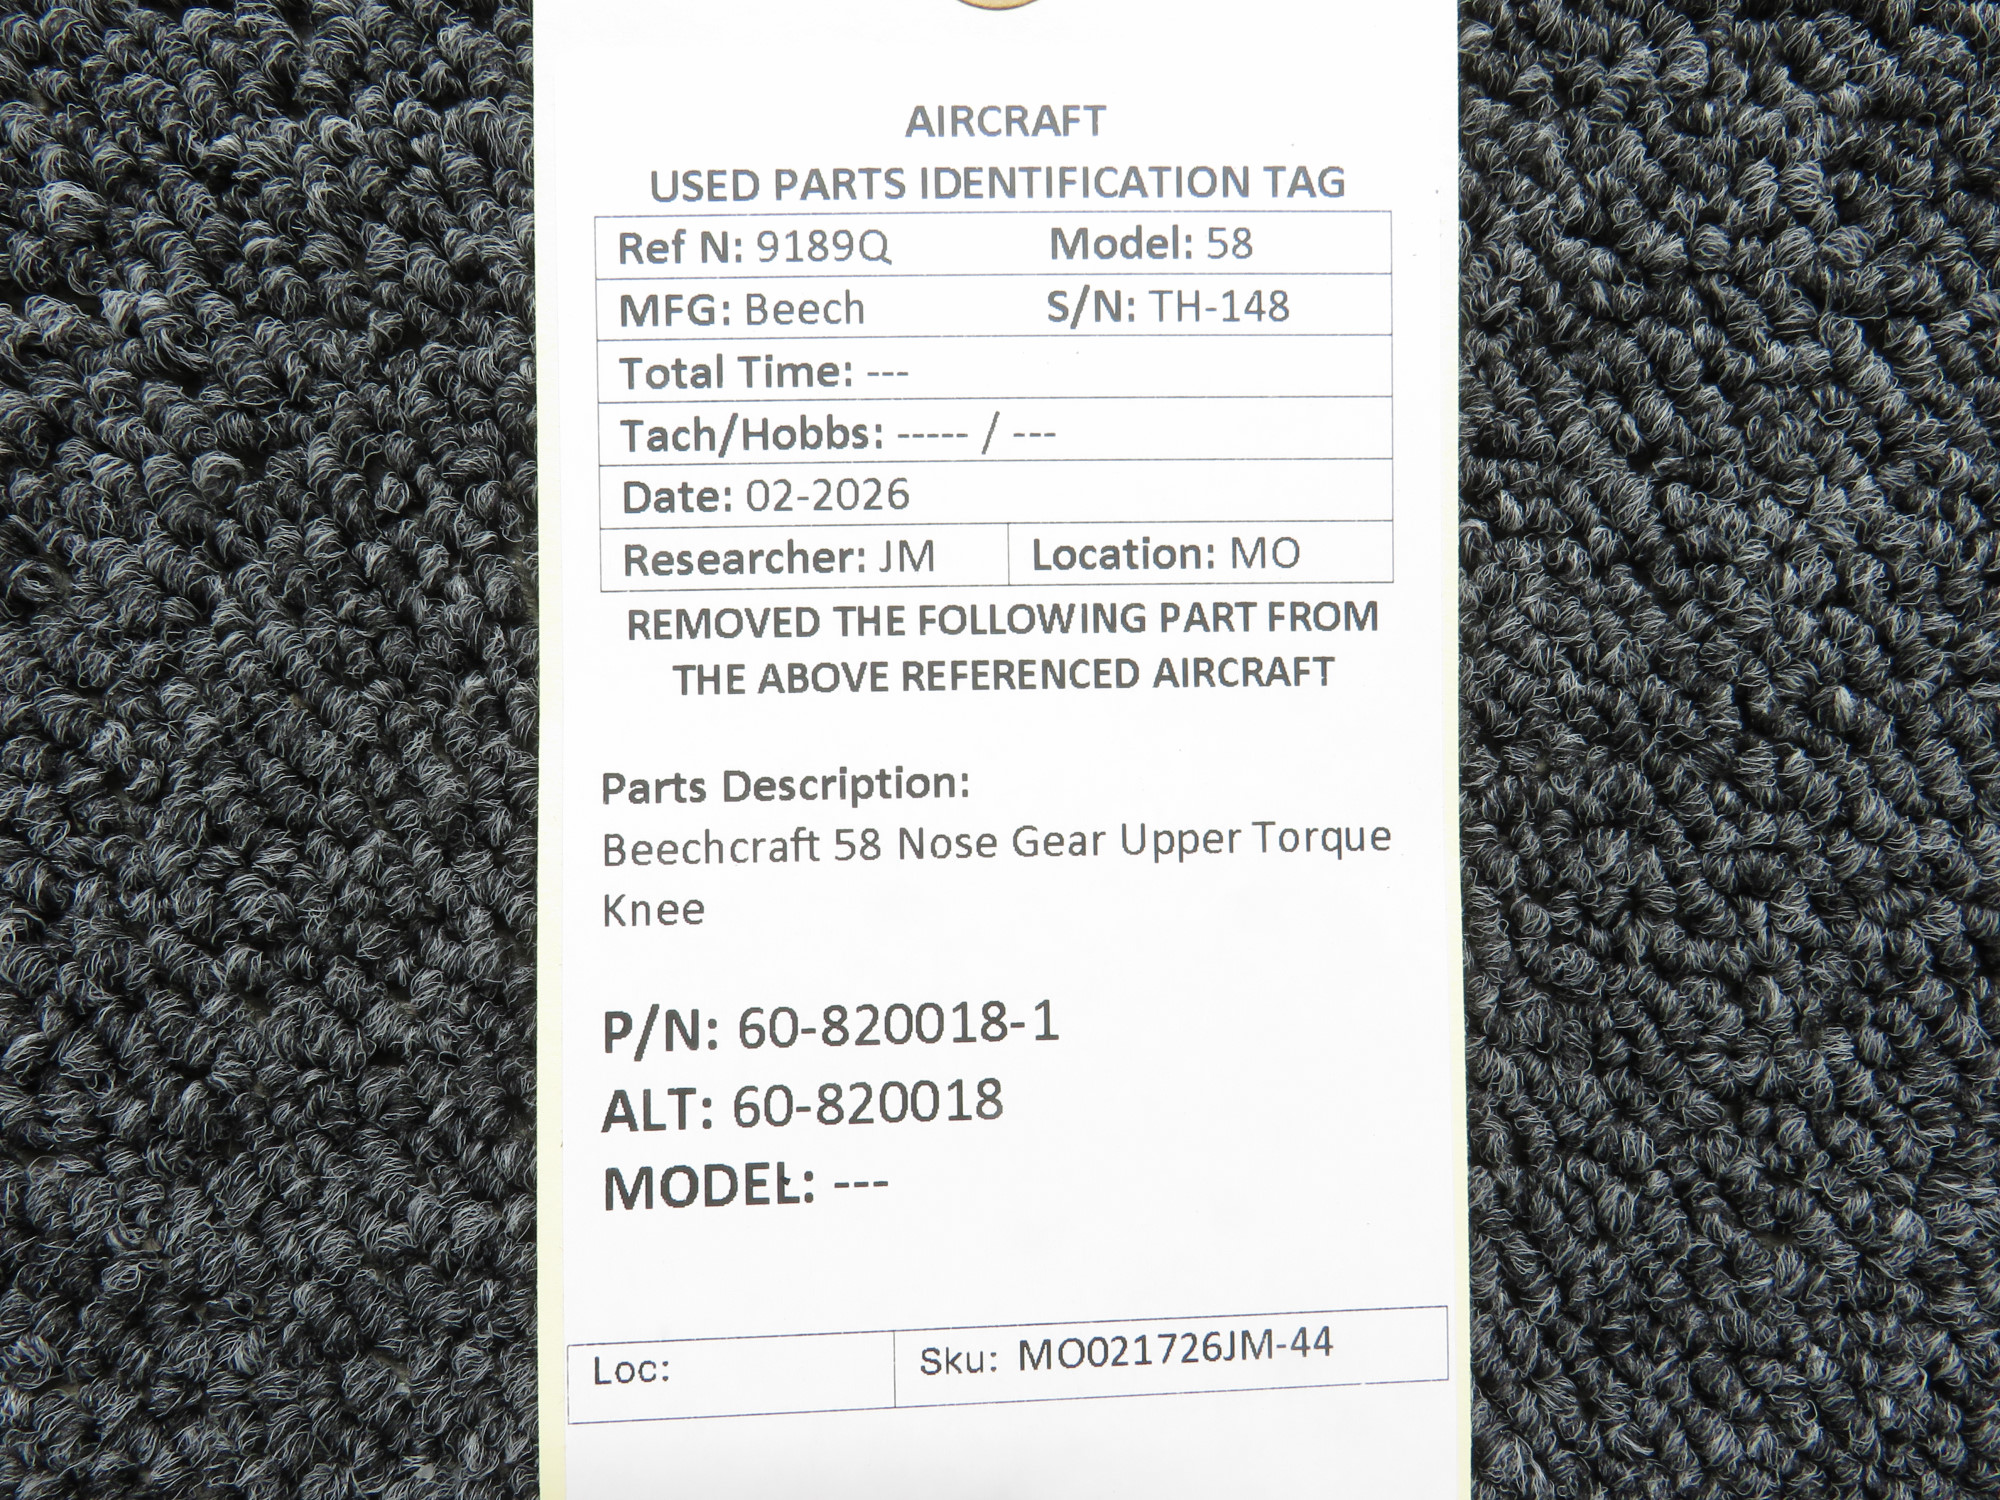 AIRCRAFT
USED PARTS IDENTIFICATION TAG
Ref N: 9189Q Model: 58
MFG: Beech S/N: TH-148
Total Time: ---
Tach/Hobbs: ----- / ---
Date: 02-2026
Researcher: JM Location: MO
REMOVED THE FOLLOWING PART FROM
THE ABOVE REFERENCED AIRCRAFT
Parts Description:
Beechcraft 58 Nose Gear Upper Torque
Knee
P/N: 60-820018-1
ALT: 60-820018
MODEL: ---
Loc: Sku: MO021726JM-44